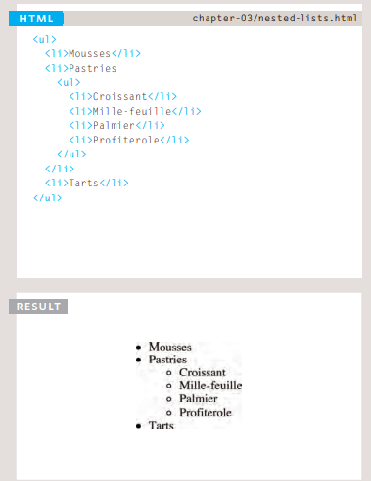 HTML
chapter-03/nested-lists.html
<ul>
<li>Mousses</li>
<li>Pastries
<ul>
<li>Croissant</li>
<li>Mille-feuille</li>
<li>Palmier</li>
<li>Profiterole</li>
</ul>
</li>
<li>Tarts</li>
</ul>
RESULT
• Mousses
• Pastries
○ Croissant
○ Mille-feuille
○ Palmier
○ Profiterole
• Tarts